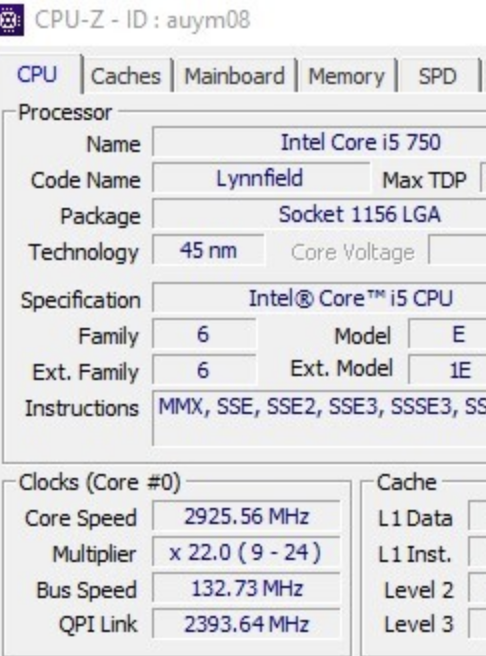 CPU-Z - ID : auym08
CPU Caches Mainboard Memory SPD
Processor
Name Intel Core i5 750
Code Name Lynnfield Max TDP
Package Socket 1156 LGA
Technology 45 nm Core Voltage
Specification Intel® Core™ i5 CPU
Family 6 Model E
Ext. Family 6 Ext. Model 1E
Instructions MMX, SSE, SSE2, SSE3, SSSE3, SS
Clocks (Core #0) Cache
Core Speed 2925.56 MHz L1 Data
Multiplier x 22.0 ( 9 - 24 ) L1 Inst.
Bus Speed 132.73 MHz Level 2
QPI Link 2393.64 MHz Level 3